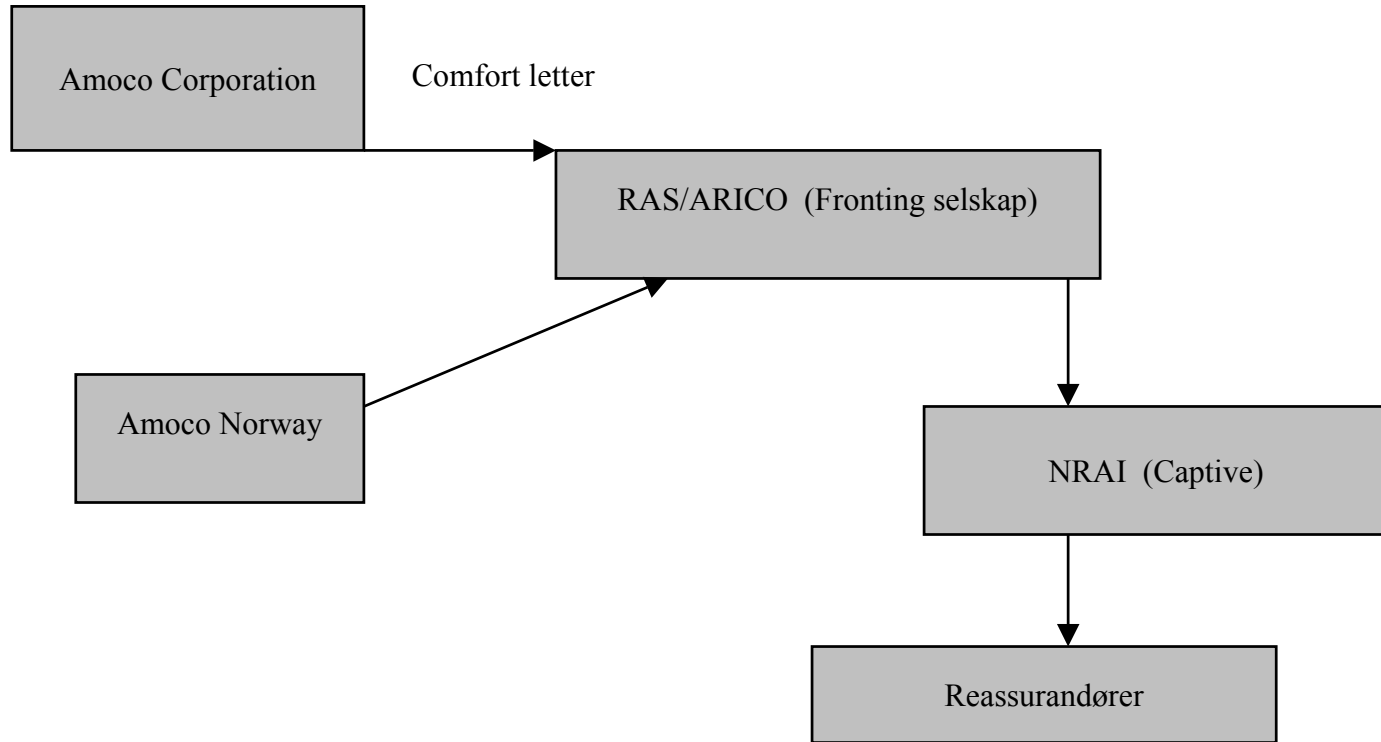 Amoco Corporation
Comfort letter
RAS/ARICO (Fronting selskap)
Amoco Norway
NRAI (Captive)
Reassurandører